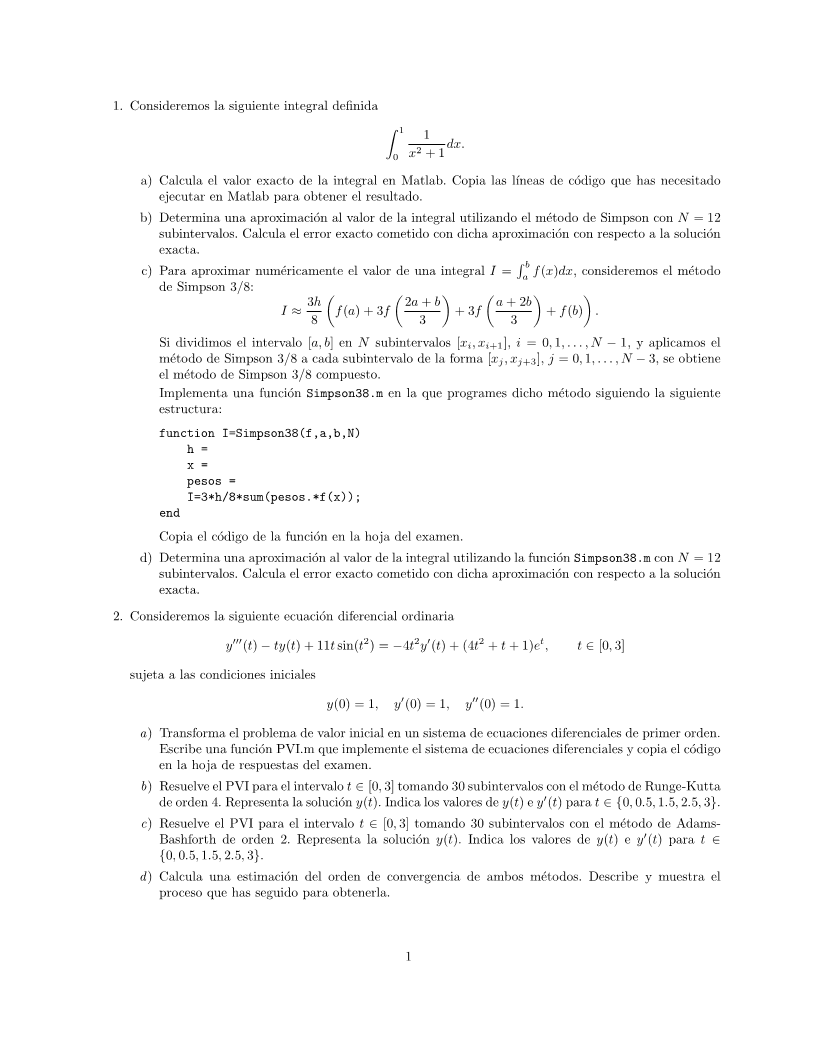 1. Consideremos la siguiente integral definida
∫₀¹ 1/(x² + 1) dx.
a) Calcula el valor exacto de la integral en Matlab. Copia las líneas de código que has necesitado
ejecutar en Matlab para obtener el resultado.
b) Determina una aproximación al valor de la integral utilizando el método de Simpson con N = 12
subintervalos. Calcula el error exacto cometido con dicha aproximación con respecto a la solución
exacta.
c) Para aproximar numéricamente el valor de una integral I = ∫ₐᵇ f(x)dx, consideremos el método
de Simpson 3/8:
I ≈ 3h/8 (f(a) + 3f((2a + b)/3) + 3f((a + 2b)/3) + f(b)).
Si dividimos el intervalo [a, b] en N subintervalos [xᵢ, xᵢ₊₁], i = 0, 1, . . . , N − 1, y aplicamos el
método de Simpson 3/8 a cada subintervalo de la forma [xⱼ, xⱼ₊₃], j = 0, 1, . . . , N − 3, se obtiene
el método de Simpson 3/8 compuesto.
Implementa una función Simpson38.m en la que programes dicho método siguiendo la siguiente
estructura:
function I=Simpson38(f,a,b,N)
h =
x =
pesos =
I=3*h/8*sum(pesos.*f(x));
end
Copia el código de la función en la hoja del examen.
d) Determina una aproximación al valor de la integral utilizando la función Simpson38.m con N = 12
subintervalos. Calcula el error exacto cometido con dicha aproximación con respecto a la solución
exacta.
2. Consideremos la siguiente ecuación diferencial ordinaria
y′′′(t) − ty(t) + 11t sin(t²) = −4t²y′(t) + (4t² + t + 1)eᵗ, t ∈ [0, 3]
sujeta a las condiciones iniciales
y(0) = 1, y′(0) = 1, y′′(0) = 1.
a) Transforma el problema de valor inicial en un sistema de ecuaciones diferenciales de primer orden.
Escribe una función PVI.m que implemente el sistema de ecuaciones diferenciales y copia el código
en la hoja de respuestas del examen.
b) Resuelve el PVI para el intervalo t ∈ [0, 3] tomando 30 subintervalos con el método de Runge-Kutta
de orden 4. Representa la solución y(t). Indica los valores de y(t) e y′(t) para t ∈ {0, 0.5, 1.5, 2.5, 3}.
c) Resuelve el PVI para el intervalo t ∈ [0, 3] tomando 30 subintervalos con el método de Adams-
Bashforth de orden 2. Representa la solución y(t). Indica los valores de y(t) e y′(t) para t ∈
{0, 0.5, 1.5, 2.5, 3}.
d) Calcula una estimación del orden de convergencia de ambos métodos. Describe y muestra el
proceso que has seguido para obtenerla.
1